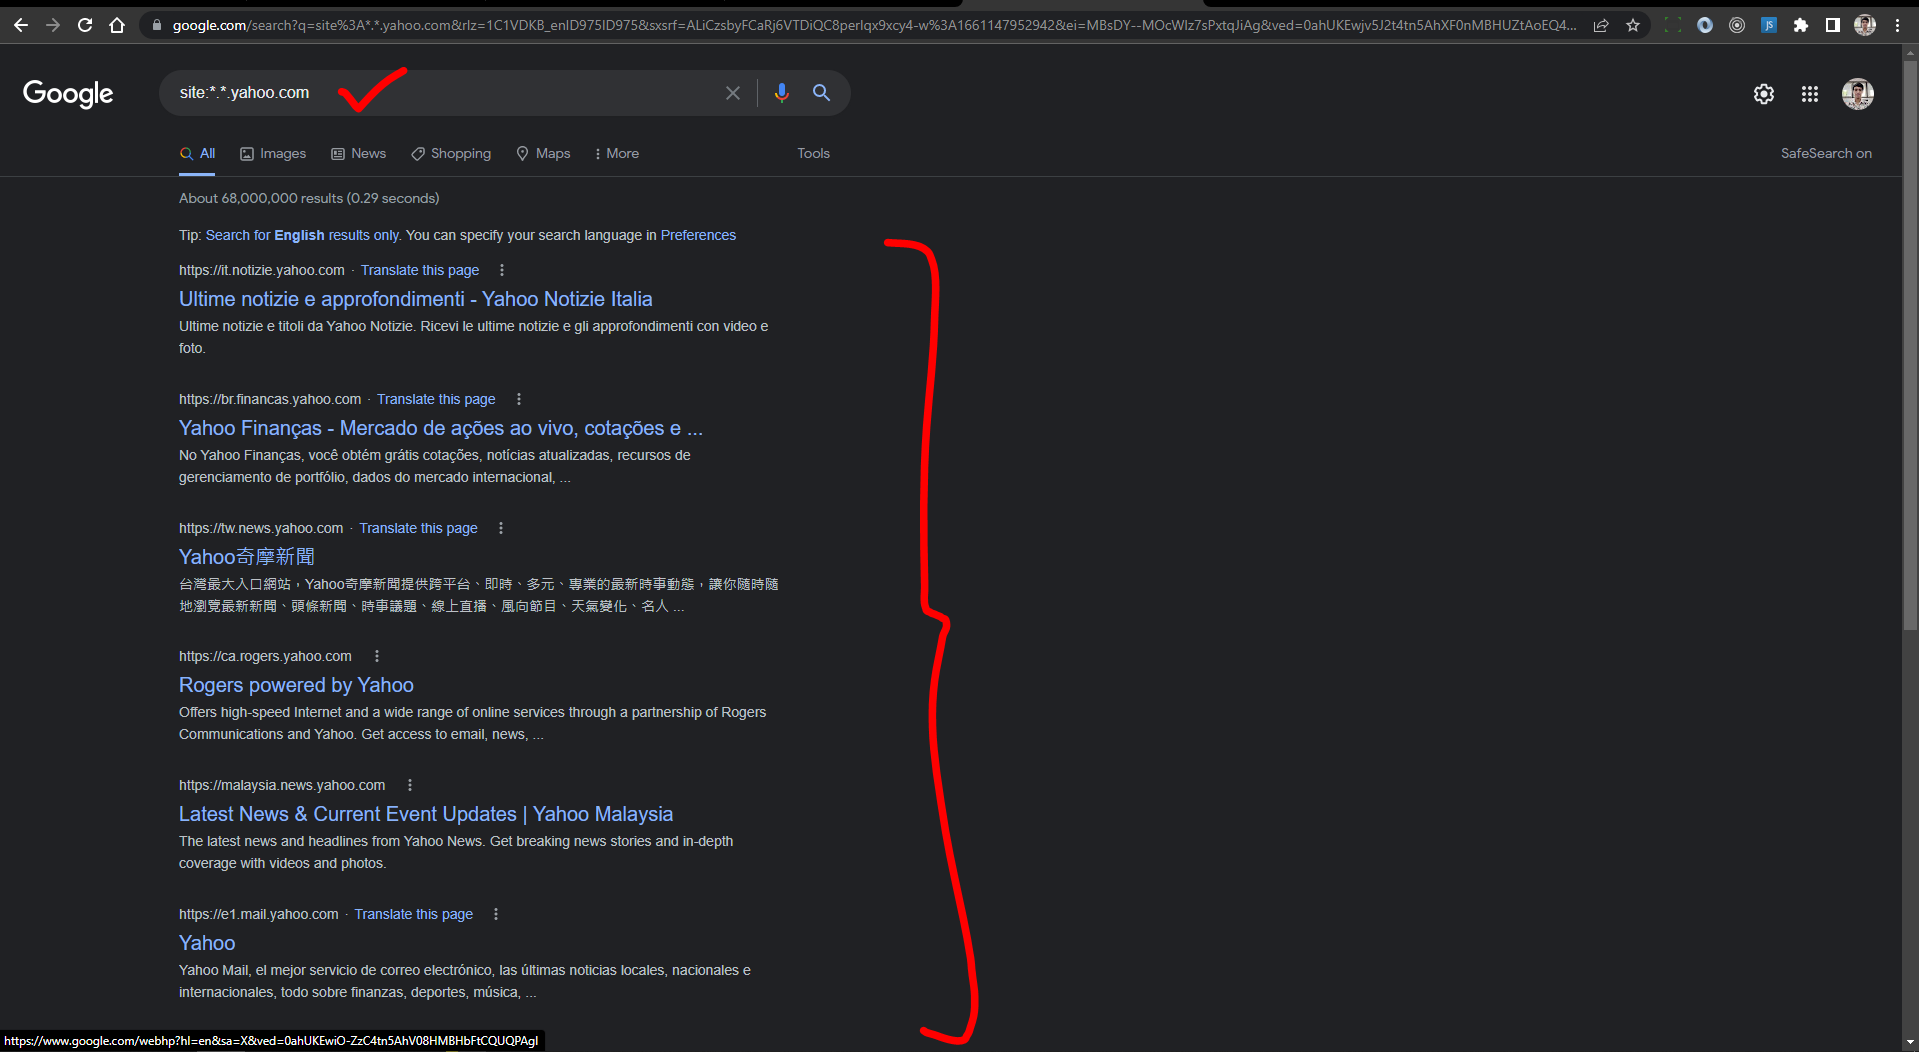 google.com/search?q=site%3A*.*.yahoo.com&rlz=1C1VDKB_enID975ID975&sxsrf=ALiCzsbyFCaRj6VTDiQC8perIqx9xcy4-w%3A1661147952942&ei=MBsDY--MOcWIz7sPxtqJiAg&ved=0ahUKEwjv5J2t4tn5AhXF0nMBHUZtAoEQ4...
JS
Google
site:*.*.yahoo.com
All Images News Shopping Maps More Tools SafeSearch on
About 68,000,000 results (0.29 seconds)
Tip: Search for English results only. You can specify your search language in Preferences
https://it.notizie.yahoo.com · Translate this page
Ultime notizie e approfondimenti - Yahoo Notizie Italia
Ultime notizie e titoli da Yahoo Notizie. Ricevi le ultime notizie e gli approfondimenti con video e
foto.
https://br.financas.yahoo.com · Translate this page
Yahoo Finanças - Mercado de ações ao vivo, cotações e ...
No Yahoo Finanças, você obtém grátis cotações, notícias atualizadas, recursos de
gerenciamento de portfólio, dados do mercado internacional, ...
https://tw.news.yahoo.com · Translate this page
Yahoo奇摩新聞
台灣最大入口網站，Yahoo奇摩新聞提供跨平台、即時、多元、專業的最新時事動態，讓你隨時隨
地瀏覽最新新聞、頭條新聞、時事議題、線上直播、風向節目、天氣變化、名人 ...
https://ca.rogers.yahoo.com
Rogers powered by Yahoo
Offers high-speed Internet and a wide range of online services through a partnership of Rogers
Communications and Yahoo. Get access to email, news, ...
https://malaysia.news.yahoo.com
Latest News & Current Event Updates | Yahoo Malaysia
The latest news and headlines from Yahoo News. Get breaking news stories and in-depth
coverage with videos and photos.
https://e1.mail.yahoo.com · Translate this page
Yahoo
Yahoo Mail, el mejor servicio de correo electrónico, las últimas noticias locales, nacionales e
internacionales, todo sobre finanzas, deportes, música, ...
https://www.google.com/webhp?hl=en&sa=X&ved=0ahUKEwiO-ZzC4tn5AhV08HMBHbFtCQUQPAgI